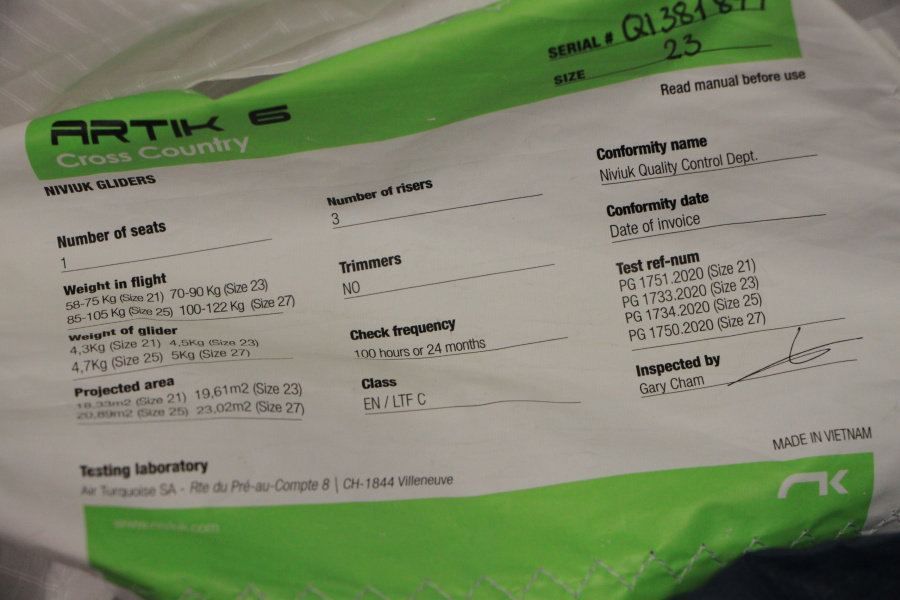 SERIAL #
SIZE 23
Read manual before use
ARTIK 6
Cross Country
NIVIUK GLIDERS
Number of seats
1
Weight in flight
58-75 Kg (Size 21) 70-90 Kg (Size 23)
85-105 Kg (Size 25) 100-122 Kg (Size 27)
Weight of glider
4,3Kg (Size 21) 4,5Kg (Size 23)
4,7Kg (Size 25) 5Kg (Size 27)
Projected area
18,33m2 (Size 21) 19,61m2 (Size 23)
20,89m2 (Size 25) 23,02m2 (Size 27)
Number of risers
3
Trimmers
NO
Check frequency
100 hours or 24 months
Class
EN / LTF C
Conformity name
Niviuk Quality Control Dept.
Conformity date
Date of invoice
Test ref-num
PG 1751.2020 (Size 21)
PG 1733.2020 (Size 23)
PG 1734.2020 (Size 25)
PG 1750.2020 (Size 27)
Inspected by
Gary Cham
Testing laboratory
Air Turquoise SA - Rte du Pré-au-Compte 8 | CH-1844 Villeneuve
MADE IN VIETNAM
www.niviuk.com